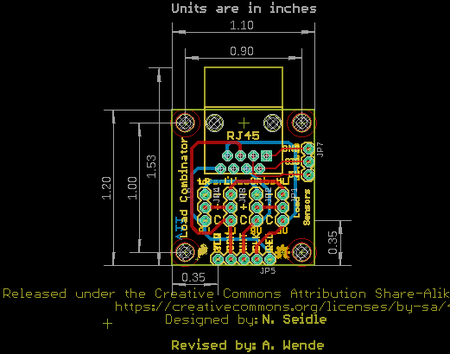 Units are in inches
1.10
0.90
RJ45
JP7
1.53
1.20
1.00
Load Combinator
Load
Sensors
0.35
0.35
JP5
Released under the Creative Commons Attribution Share-Alik
https://creativecommons.org/licenses/by-sa/
Designed by: N. Seidle
Revised by: A. Wende